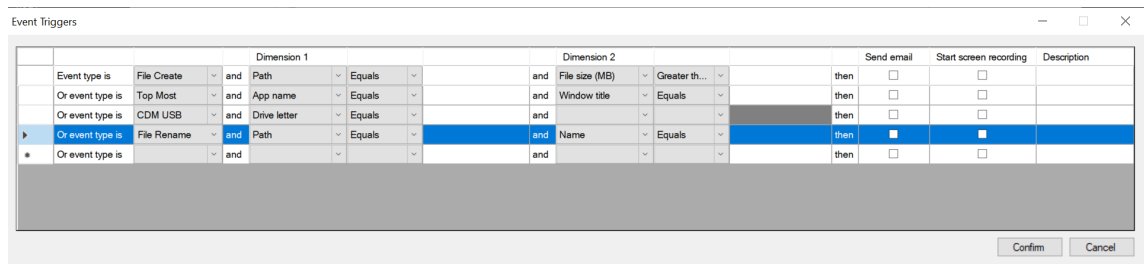 Event Triggers
Dimension 1 Dimension 2 Send email Start screen recording Description
Event type is File Create and Path Equals and File size (MB) Greater th... then
Or event type is Top Most and App name Equals and Window title Equals then
Or event type is CDM USB and Drive letter Equals and then
Or event type is File Rename and Path Equals and Name Equals then
Or event type is and and then
Confirm Cancel